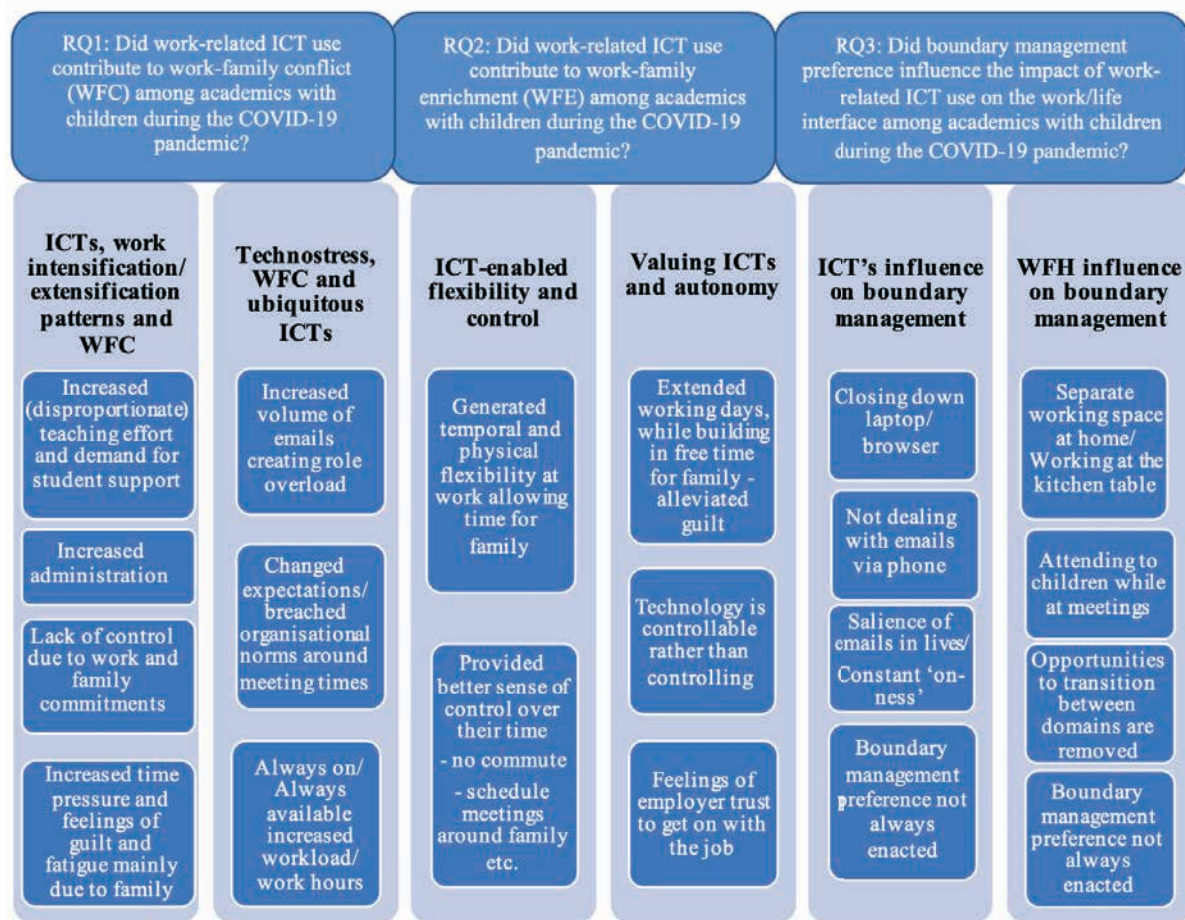 RQ1: Did work-related ICT use
contribute to work-family conflict
(WFC) among academics with
children during the COVID-19
pandemic?
RQ2: Did work-related ICT use
contribute to work-family
enrichment (WFE) among academics
with children during the COVID-19
pandemic?
RQ3: Did boundary management
preference influence the impact of work-
related ICT use on the work/life
interface among academics with children
during the COVID-19 pandemic?
ICTs, work
intensification/
extensification
patterns and
WFC
Increased
(disproportionate)
teaching effort
and demand for
student support
Increased
administration
Lack of control
due to work and
family
commitments
Increased time
pressure and
feelings of
guilt and
fatigue mainly
due to family
Technostress,
WFC and
ubiquitous
ICTs
Increased
volume of
emails
creating role
overload
Changed
expectations/
breached
organisational
norms around
meeting times
Always on/
Always
available
increased
workload/
work hours
ICT-enabled
flexibility and
control
Generated
temporal and
physical
flexibility at
work allowing
time for
family
Provided
better sense of
control over
their time
- no commute
- schedule
meetings
around family
etc.
Valuing ICTs
and autonomy
Extended
working days,
while building
in free time
for family -
alleviated
guilt
Technology is
controllable
rather than
controlling
Feelings of
employer trust
to get on with
the job
ICT's influence
on boundary
management
Closing down
laptop/
browser
Not dealing
with emails
via phone
Salience of
emails in lives/
Constant 'on-
ness'
Boundary
management
preference not
always
enacted
WFH influence
on boundary
management
Separate
working space
at home/
Working at the
kitchen table
Attending to
children while
at meetings
Opportunities
to transition
between
domains are
removed
Boundary
management
preference not
always
enacted